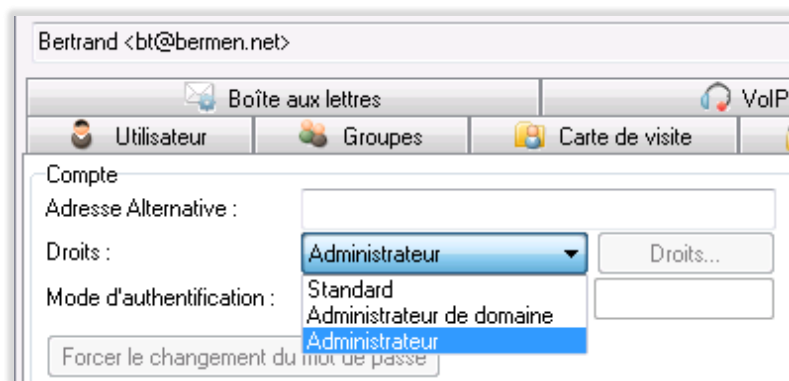 Bertrand <bt@bermen.net>
Boîte aux lettres VoIP
Utilisateur Groupes Carte de visite
Compte
Adresse Alternative :
Droits : Administrateur Droits...
Standard
Mode d'authentification : Administrateur de domaine
Administrateur
Forcer le changement du mot de passe